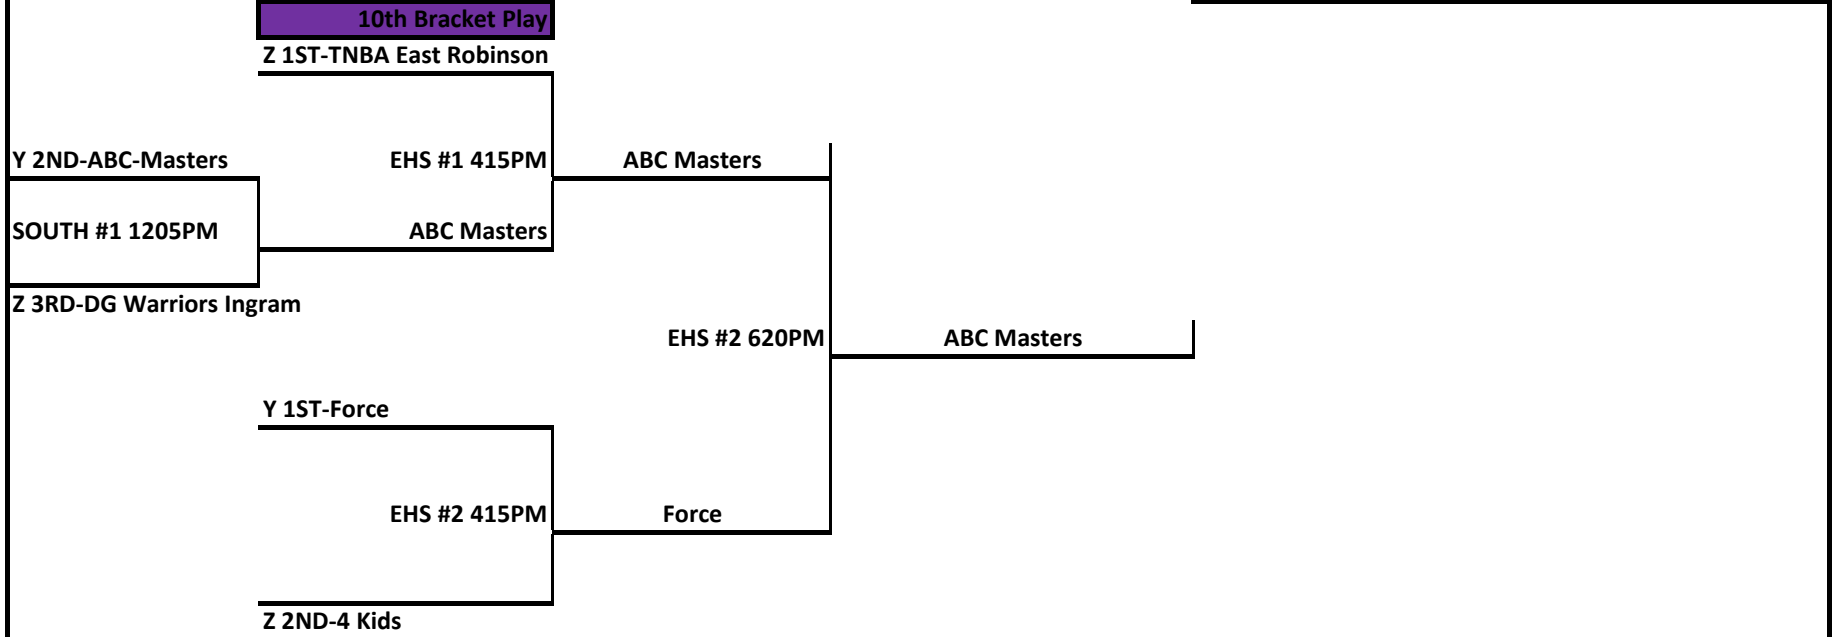 10th Bracket Play
Z 1ST-TNBA East Robinson
Y 2ND-ABC-Masters
EHS #1 415PM
ABC Masters
SOUTH #1 1205PM
ABC Masters
Z 3RD-DG Warriors Ingram
EHS #2 620PM
ABC Masters
Y 1ST-Force
EHS #2 415PM
Force
Z 2ND-4 Kids